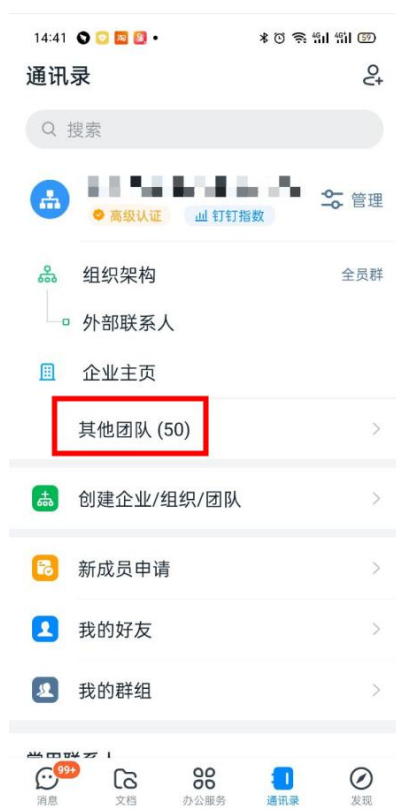 14:41
59
通讯录
搜索
管理
高级认证 钉钉指数
组织架构 全员群
外部联系人
企业主页
其他团队 (50)
创建企业/组织/团队
新成员申请
我的好友
我的群组
99+
消息 文档 办公服务 通讯录 发现